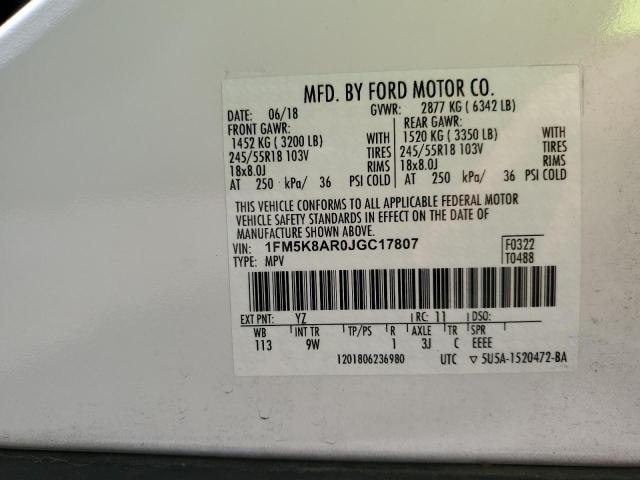 MFD. BY FORD MOTOR CO.
DATE: 06/18 GVWR: 2877 KG ( 6342 LB)
FRONT GAWR: REAR GAWR:
1452 KG ( 3200 LB) WITH 1520 KG ( 3350 LB) WITH
245/55R18 103V TIRES 245/55R18 103V TIRES
18x8.0J RIMS 18x8.0J RIMS
AT 250 kPa/ 36 PSI COLD AT 250 kPa/ 36 PSI COLD
THIS VEHICLE CONFORMS TO ALL APPLICABLE FEDERAL MOTOR
VEHICLE SAFETY STANDARDS IN EFFECT ON THE DATE OF
MANUFACTURE SHOWN ABOVE.
VIN: 1FM5K8AR0JGC17807 F0322
TYPE: MPV T0488
EXT PNT: YZ RC: 11 DSO:
WB INT TR TP/PS R AXLE TR SPR
113 9W 1 3J C EEEE
1201806236980 UTC ▽ 5U5A-1520472-BA